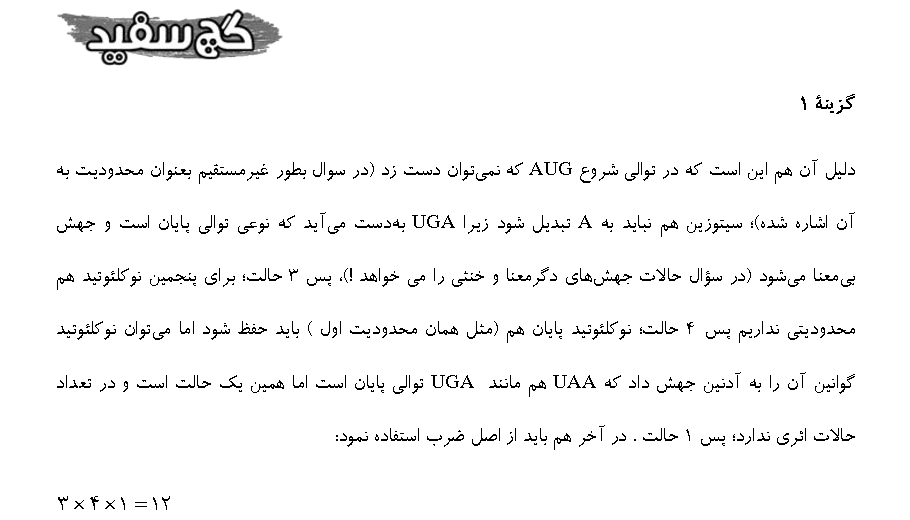 گچ سفید
گزینهٔ ۱
دلیل آن هم این است که در توالی شروع AUG که نمی‌توان دست زد (در سوال بطور غیرمستقیم بعنوان محدودیت به
آن اشاره شده)؛ سیتوزین هم نباید به A تبدیل شود زیرا UGA به‌دست می‌آید که نوعی توالی پایان است و جهش
بی‌معنا می‌شود (در سؤال حالات جهش‌های دگرمعنا و خنثی را می خواهد !)، پس ۳ حالت؛ برای پنجمین نوکلئوتید هم
محدودیتی نداریم پس ۴ حالت؛ نوکلئوتید پایان هم (مثل همان محدودیت اول ) باید حفظ شود اما می‌توان نوکلئوتید
گوانین آن را به آدنین جهش داد که UAA هم مانند UGA توالی پایان است اما همین یک حالت است و در تعداد
حالات اثری ندارد؛ پس ۱ حالت . در آخر هم باید از اصل ضرب استفاده نمود:
۳ × ۴ × ۱ = ۱۲